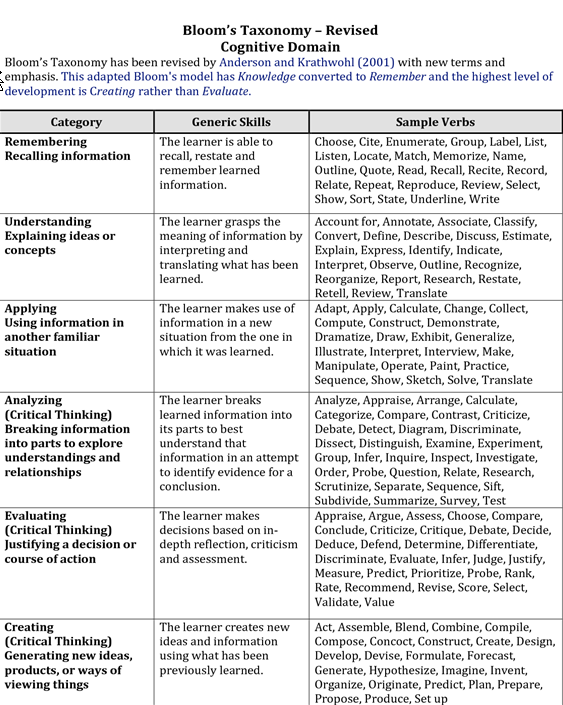 Bloom's Taxonomy – Revised
Cognitive Domain
Bloom's Taxonomy has been revised by Anderson and Krathwohl (2001) with new terms and
emphasis. This adapted Bloom's model has Knowledge converted to Remember and the highest level of
development is Creating rather than Evaluate.
Category Generic Skills Sample Verbs
Remembering
Recalling information
The learner is able to
recall, restate and
remember learned
information.
Choose, Cite, Enumerate, Group, Label, List,
Listen, Locate, Match, Memorize, Name,
Outline, Quote, Read, Recall, Recite, Record,
Relate, Repeat, Reproduce, Review, Select,
Show, Sort, State, Underline, Write
Understanding
Explaining ideas or
concepts
The learner grasps the
meaning of information by
interpreting and
translating what has been
learned.
Account for, Annotate, Associate, Classify,
Convert, Define, Describe, Discuss, Estimate,
Explain, Express, Identify, Indicate,
Interpret, Observe, Outline, Recognize,
Reorganize, Report, Research, Restate,
Retell, Review, Translate
Applying
Using information in
another familiar
situation
The learner makes use of
information in a new
situation from the one in
which it was learned.
Adapt, Apply, Calculate, Change, Collect,
Compute, Construct, Demonstrate,
Dramatize, Draw, Exhibit, Generalize,
Illustrate, Interpret, Interview, Make,
Manipulate, Operate, Paint, Practice,
Sequence, Show, Sketch, Solve, Translate
Analyzing
(Critical Thinking)
Breaking information
into parts to explore
understandings and
relationships
The learner breaks
learned information into
its parts to best
understand that
information in an attempt
to identify evidence for a
conclusion.
Analyze, Appraise, Arrange, Calculate,
Categorize, Compare, Contrast, Criticize,
Debate, Detect, Diagram, Discriminate,
Dissect, Distinguish, Examine, Experiment,
Group, Infer, Inquire, Inspect, Investigate,
Order, Probe, Question, Relate, Research,
Scrutinize, Separate, Sequence, Sift,
Subdivide, Summarize, Survey, Test
Evaluating
(Critical Thinking)
Justifying a decision or
course of action
The learner makes
decisions based on in-
depth reflection, criticism
and assessment.
Appraise, Argue, Assess, Choose, Compare,
Conclude, Criticize, Critique, Debate, Decide,
Deduce, Defend, Determine, Differentiate,
Discriminate, Evaluate, Infer, Judge, Justify,
Measure, Predict, Prioritize, Probe, Rank,
Rate, Recommend, Revise, Score, Select,
Validate, Value
Creating
(Critical Thinking)
Generating new ideas,
products, or ways of
viewing things
The learner creates new
ideas and information
using what has been
previously learned.
Act, Assemble, Blend, Combine, Compile,
Compose, Concoct, Construct, Create, Design,
Develop, Devise, Formulate, Forecast,
Generate, Hypothesize, Imagine, Invent,
Organize, Originate, Predict, Plan, Prepare,
Propose, Produce, Set up